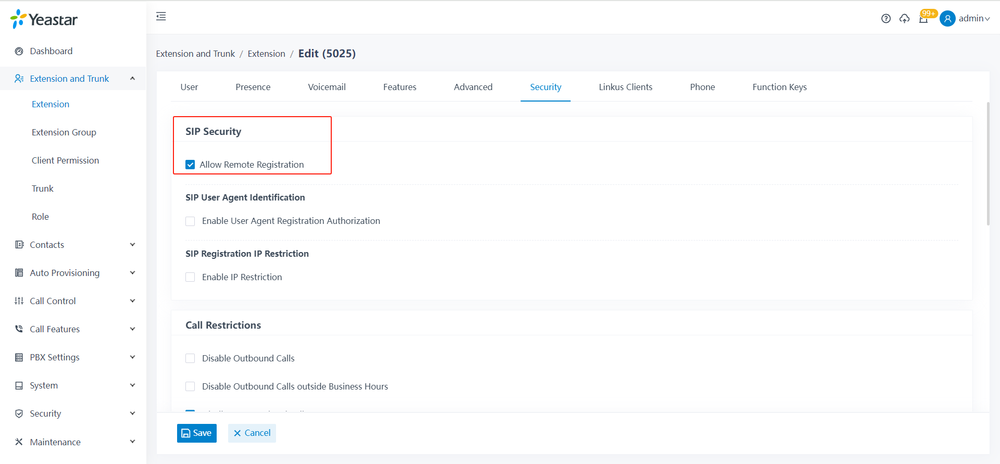 Yeastar
99+
admin
Dashboard
Extension and Trunk
Extension
Extension Group
Client Permission
Trunk
Role
Contacts
Auto Provisioning
Call Control
Call Features
PBX Settings
System
Security
Maintenance
Extension and Trunk / Extension / Edit (5025)
User Presence Voicemail Features Advanced Security Linkus Clients Phone Function Keys
SIP Security
Allow Remote Registration
SIP User Agent Identification
Enable User Agent Registration Authorization
SIP Registration IP Restriction
Enable IP Restriction
Call Restrictions
Disable Outbound Calls
Disable Outbound Calls outside Business Hours
Save Cancel